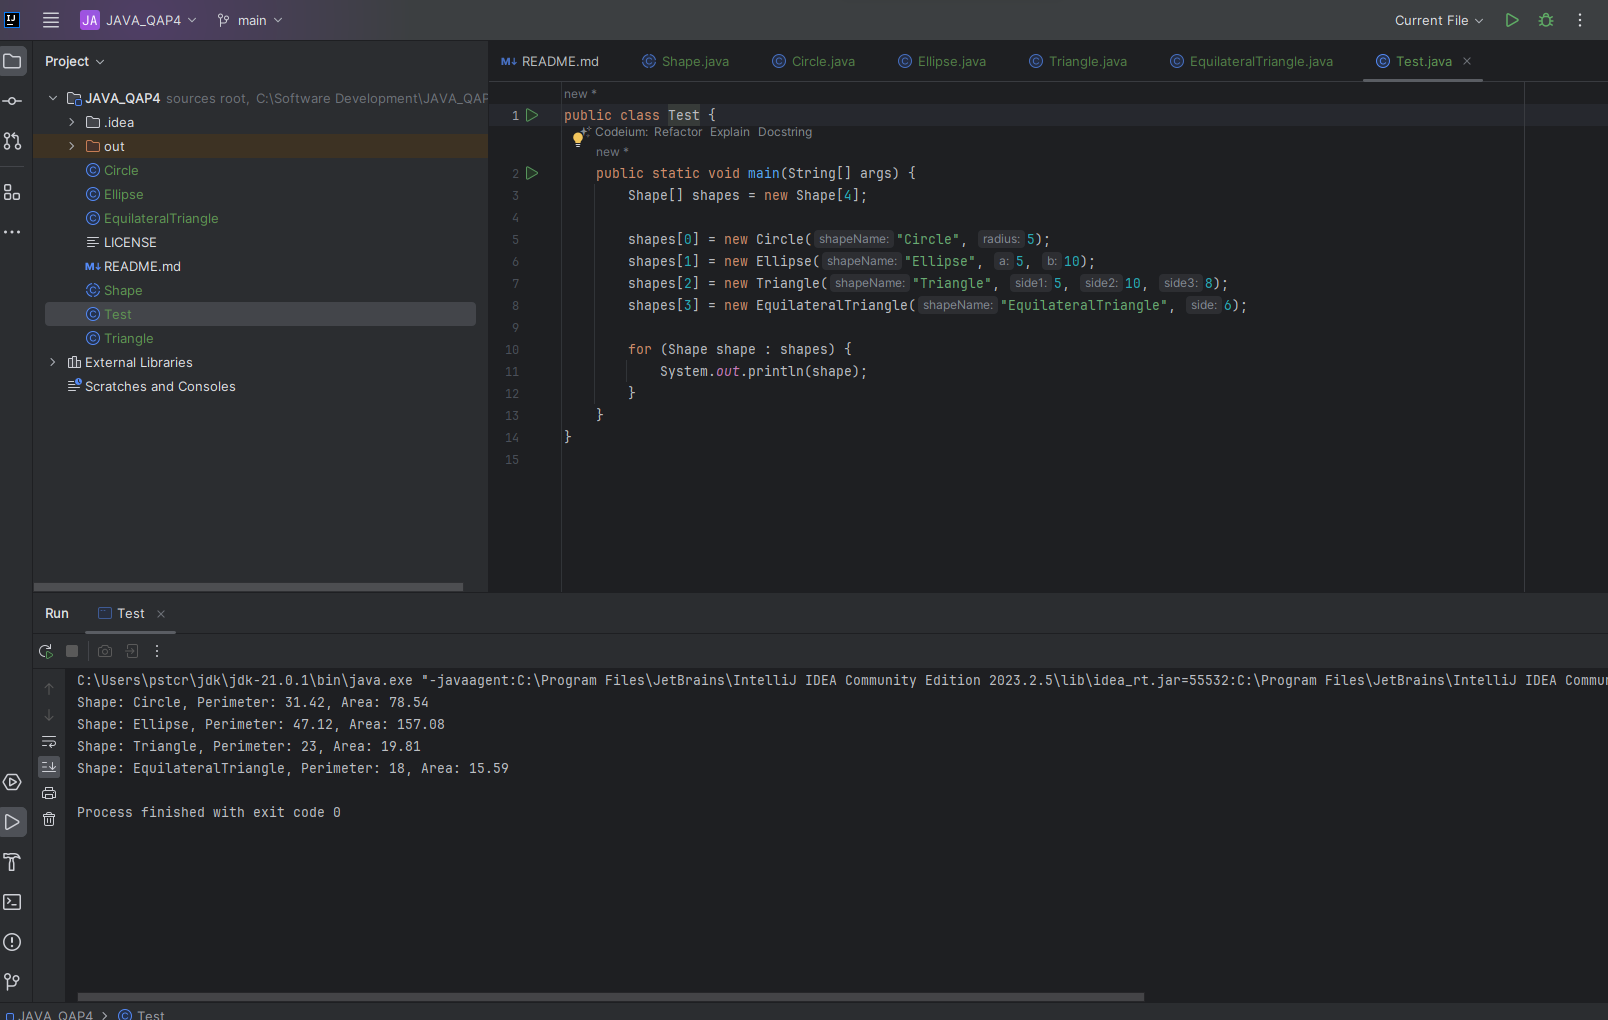 JA JAVA_QAP4 main Current File
Project
README.md Shape.java Circle.java Ellipse.java Triangle.java EquilateralTriangle.java Test.java
JAVA_QAP4 sources root, C:\Software Development\JAVA_QAP
.idea
out
Circle
Ellipse
EquilateralTriangle
LICENSE
README.md
Shape
Test
Triangle
External Libraries
Scratches and Consoles
new *
1 public class Test {
Codeium: Refactor Explain Docstring
new *
2 public static void main(String[] args) {
3 Shape[] shapes = new Shape[4];
4
5 shapes[0] = new Circle( shapeName: "Circle", radius: 5);
6 shapes[1] = new Ellipse( shapeName: "Ellipse", a: 5, b: 10);
7 shapes[2] = new Triangle( shapeName: "Triangle", side1: 5, side2: 10, side3: 8);
8 shapes[3] = new EquilateralTriangle( shapeName: "EquilateralTriangle", side: 6);
9
10 for (Shape shape : shapes) {
11 System.out.println(shape);
12 }
13 }
14 }
15
Run Test
C:\Users\pstcr\jdk\jdk-21.0.1\bin\java.exe "-javaagent:C:\Program Files\JetBrains\IntelliJ IDEA Community Edition 2023.2.5\lib\idea_rt.jar=55532:C:\Program Files\JetBrains\IntelliJ IDEA Commu
Shape: Circle, Perimeter: 31.42, Area: 78.54
Shape: Ellipse, Perimeter: 47.12, Area: 157.08
Shape: Triangle, Perimeter: 23, Area: 19.81
Shape: EquilateralTriangle, Perimeter: 18, Area: 15.59
Process finished with exit code 0
JAVA_QAP4 > Test